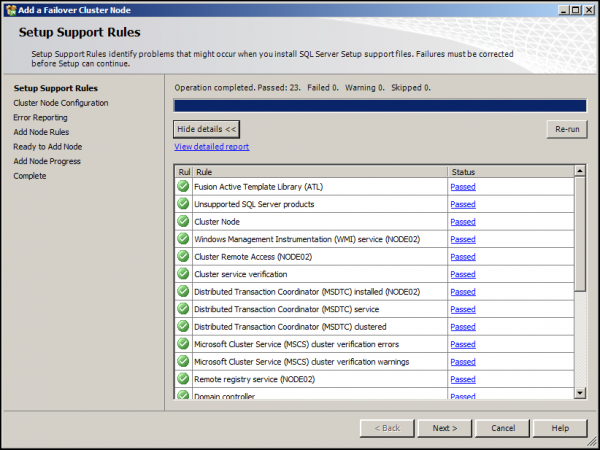 Add a Failover Cluster Node
Setup Support Rules
Setup Support Rules identify problems that might occur when you install SQL Server Setup support files. Failures must be corrected
before Setup can continue.
Setup Support Rules
Cluster Node Configuration
Error Reporting
Add Node Rules
Ready to Add Node
Add Node Progress
Complete
Operation completed. Passed: 23. Failed 0. Warning 0. Skipped 0.
Hide details <<
Re-run
View detailed report
Rul Rule Status
Fusion Active Template Library (ATL) Passed
Unsupported SQL Server products Passed
Cluster Node Passed
Windows Management Instrumentation (WMI) service (NODE02) Passed
Cluster Remote Access (NODE02) Passed
Cluster service verification Passed
Distributed Transaction Coordinator (MSDTC) installed (NODE02) Passed
Distributed Transaction Coordinator (MSDTC) service Passed
Distributed Transaction Coordinator (MSDTC) clustered Passed
Microsoft Cluster Service (MSCS) cluster verification errors Passed
Microsoft Cluster Service (MSCS) cluster verification warnings Passed
Remote registry service (NODE02) Passed
Domain controller Passed
< Back Next > Cancel Help